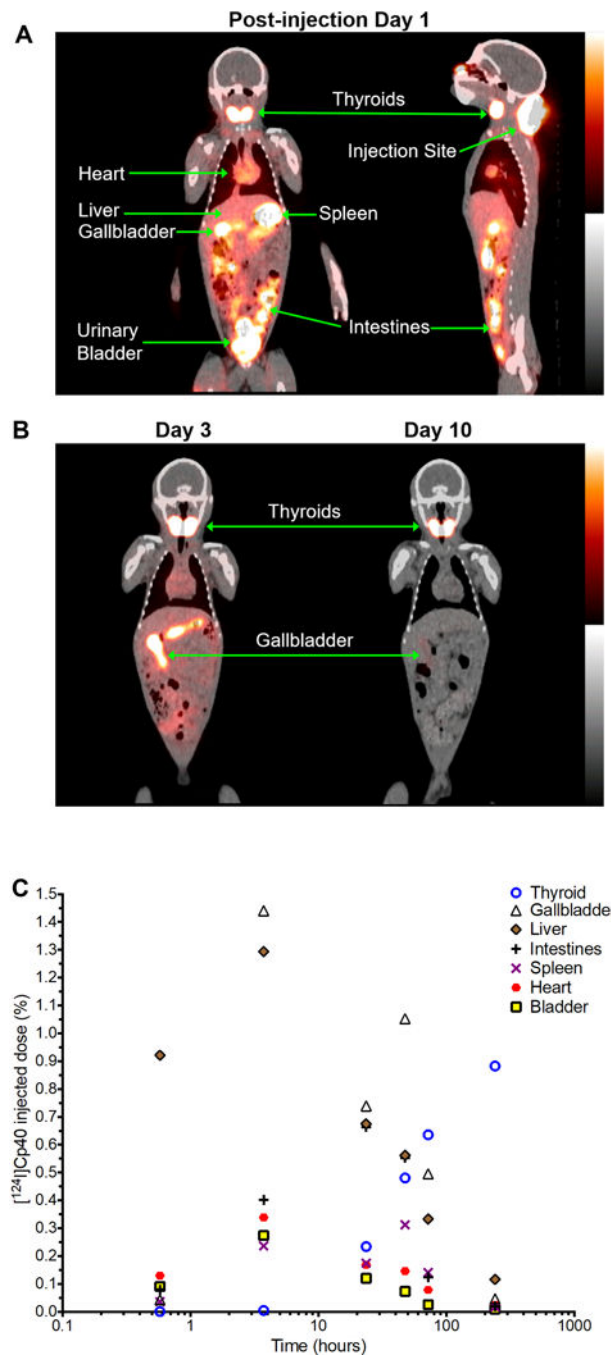 Post-injection Day 1
A
Thyroids
Injection Site
Heart
Liver
Spleen
Gallbladder
Urinary
Bladder
Intestines
B
Day 3
Day 10
Thyroids
Gallbladder
C
1.5
1.4
1.3
1.2
1.1
1.0
0.9
0.8
0.7
0.6
0.5
0.4
0.3
0.2
0.1
0.0
[¹²⁴I]Cp40 injected dose (%)
Thyroid
Gallbladde
Liver
Intestines
Spleen
Heart
Bladder
0.1
1
10
100
1000
Time (hours)